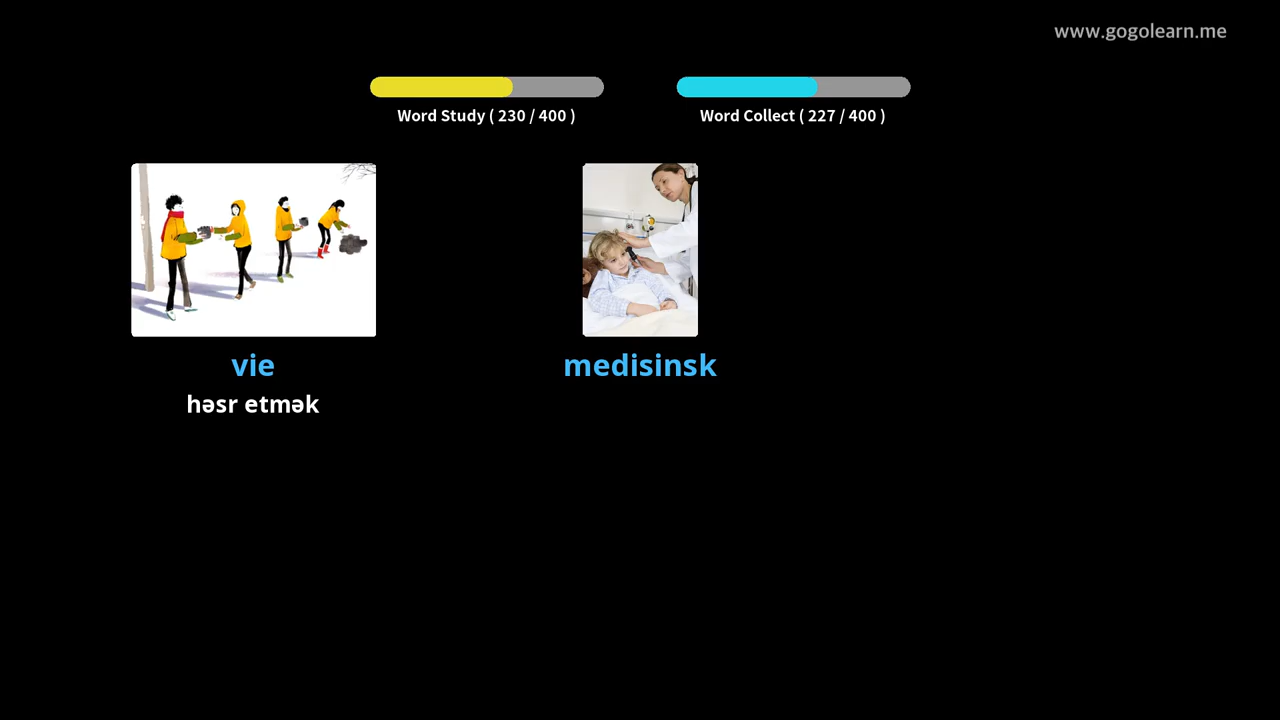 www.gogolearn.me
Word Study ( 230 / 400 )
Word Collect ( 227 / 400 )
vie
həsr etmək
medisinsk